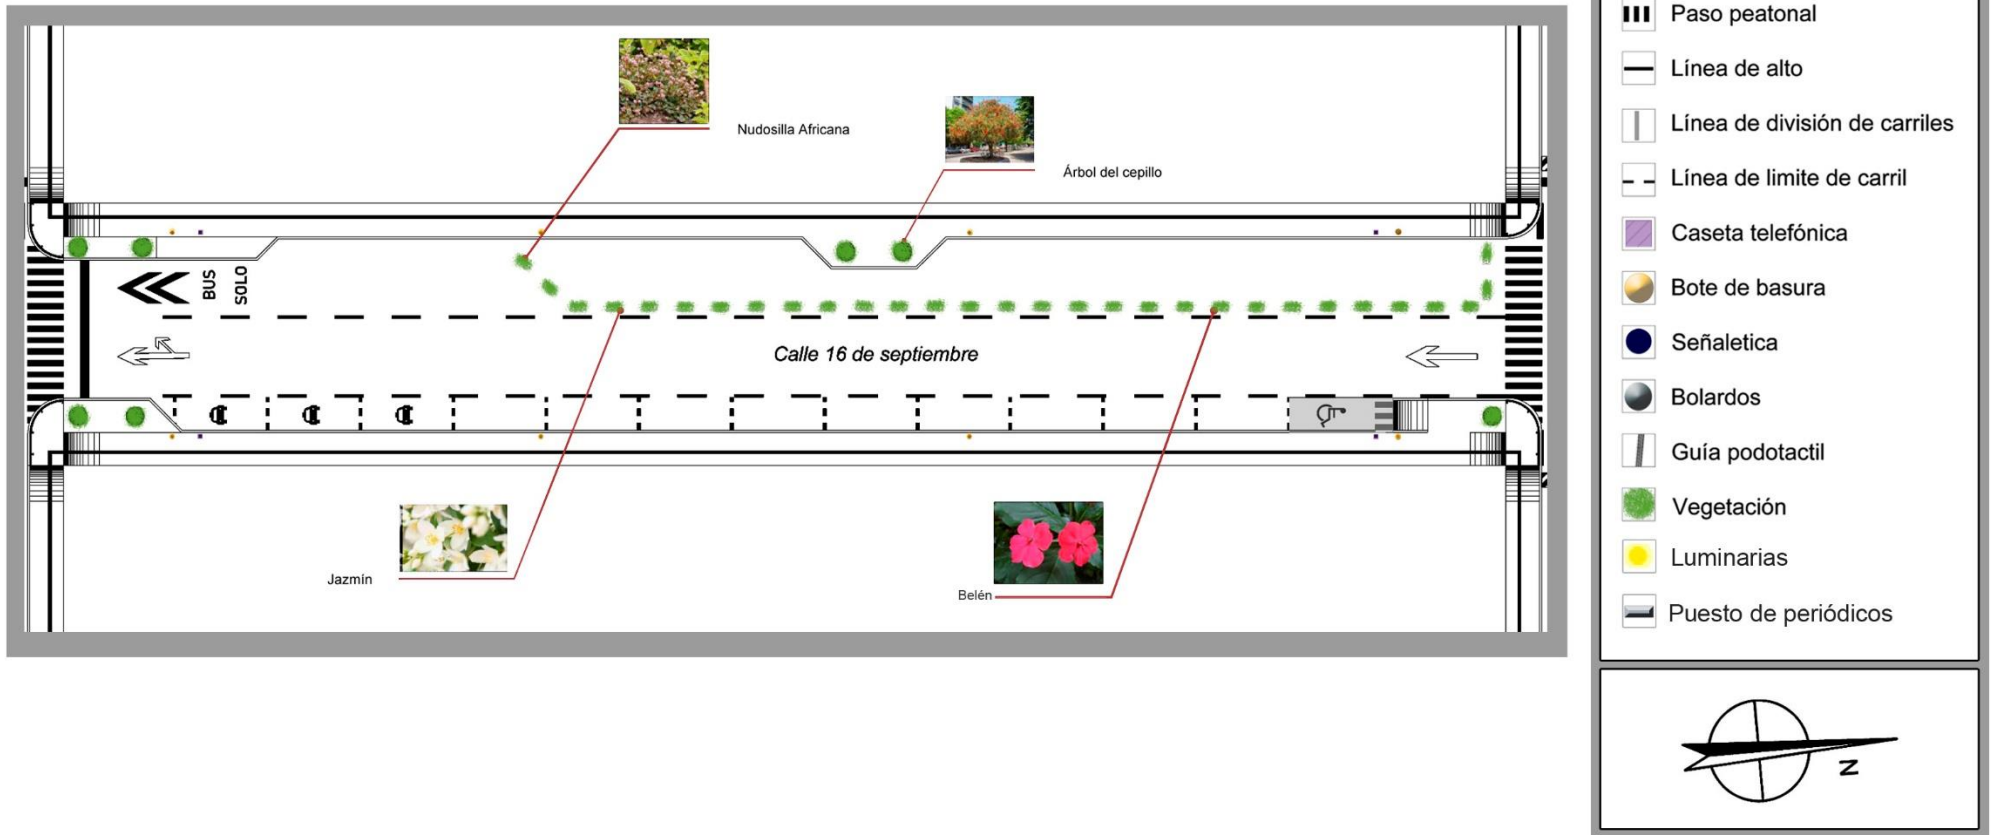 Nudosilla Africana
Árbol del cepillo
BUS
SOLO
Calle 16 de septiembre
Jazmín
Belén
Paso peatonal
Línea de alto
Línea de división de carriles
Línea de limite de carril
Caseta telefónica
Bote de basura
Señaletica
Bolardos
Guía podotactil
Vegetación
Luminarias
Puesto de periódicos
N